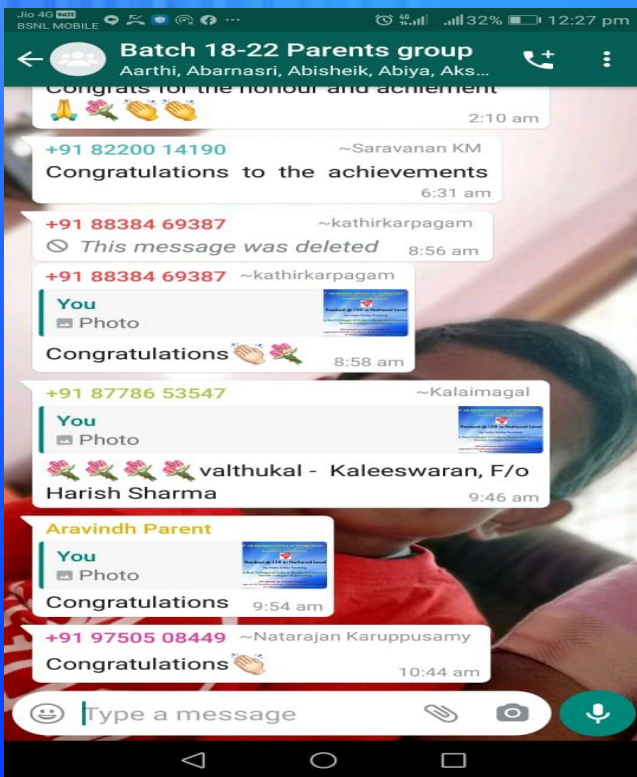 Jio 4G VoLTE
BSNL MOBILE
32% 12:27 pm
Batch 18-22 Parents group
Aarthi, Abarnasri, Abisheik, Abiya, Aks...
Congrats for the honour and achiement
🙏 💐 👏 👏
2:10 am
+91 82200 14190 ~Saravanan KM
Congratulations to the achievements
6:31 am
+91 88384 69387 ~kathirkarpagam
This message was deleted 8:56 am
+91 88384 69387 ~kathirkarpagam
You
Photo
Congratulations👏🏻 💐 8:58 am
+91 87786 53547 ~Kalaimagal
You
Photo
💐 💐 💐 💐 valthukal - Kaleeswaran, F/o
Harish Sharma 9:46 am
Aravindh Parent
You
Photo
Congratulations 9:54 am
+91 97505 08449 ~Natarajan Karuppusamy
Congratulations👏🏻
10:44 am
Type a message